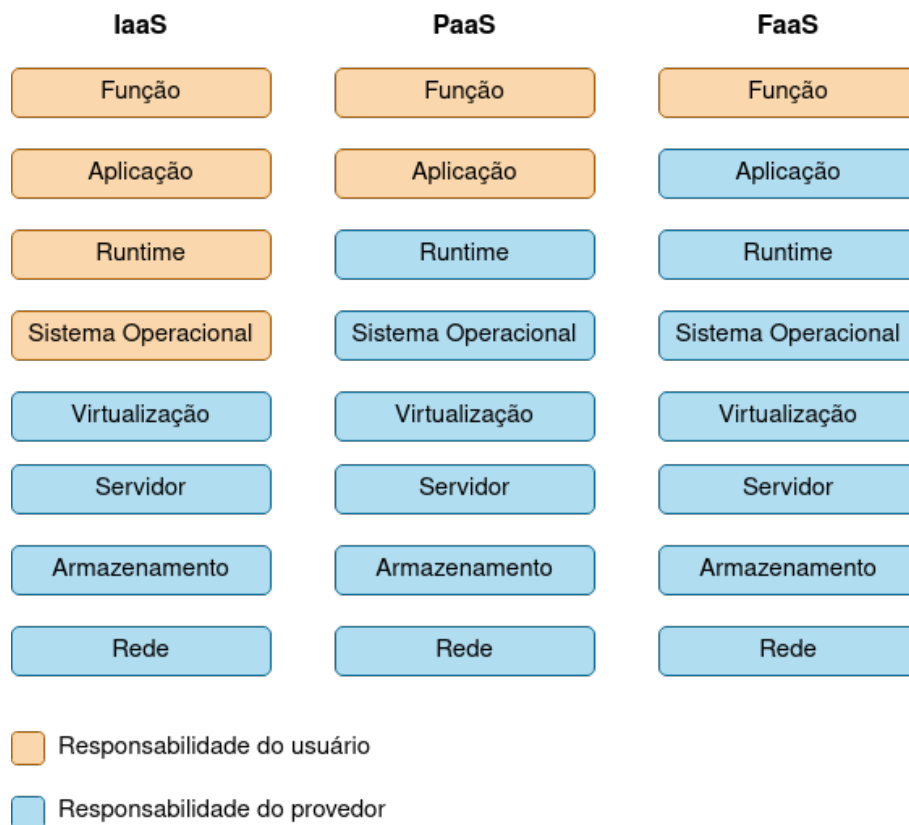 IaaS
PaaS
FaaS
Função
Função
Função
Aplicação
Aplicação
Aplicação
Runtime
Runtime
Runtime
Sistema Operacional
Sistema Operacional
Sistema Operacional
Virtualização
Virtualização
Virtualização
Servidor
Servidor
Servidor
Armazenamento
Armazenamento
Armazenamento
Rede
Rede
Rede
Responsabilidade do usuário
Responsabilidade do provedor